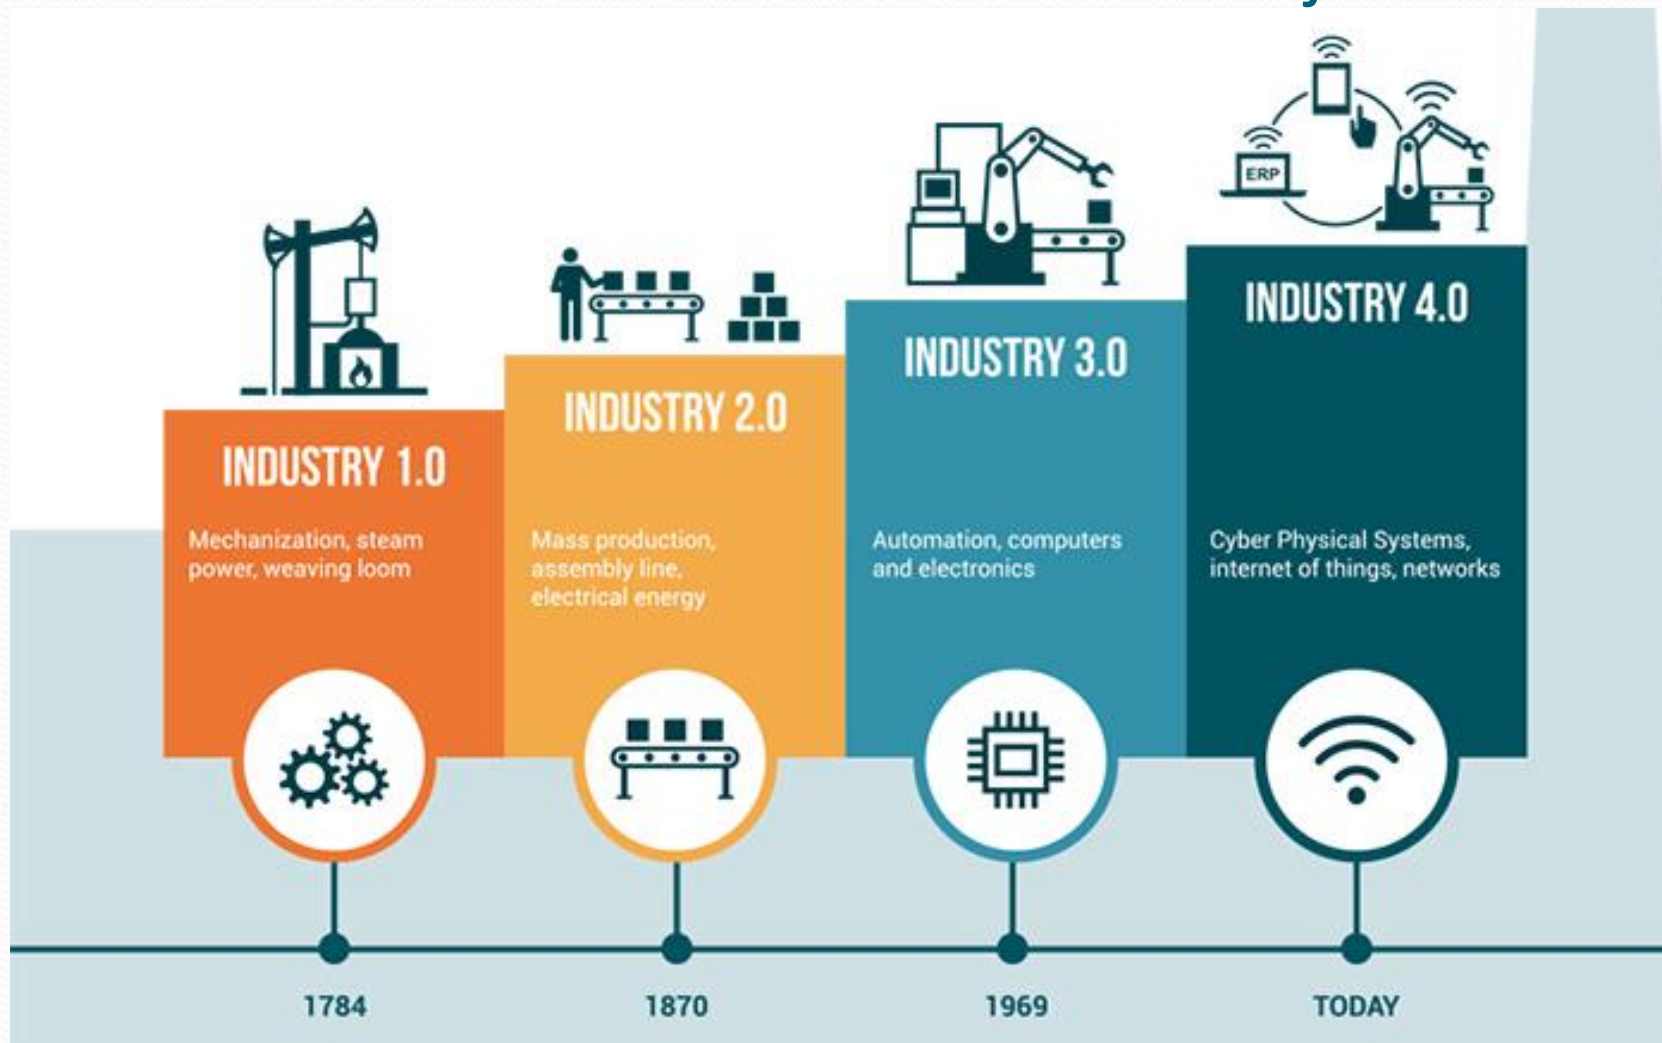 ERP
INDUSTRY 4.0
INDUSTRY 3.0
INDUSTRY 2.0
INDUSTRY 1.0
Mechanization, steam
power, weaving loom
Mass production,
assembly line,
electrical energy
Automation, computers
and electronics
Cyber Physical Systems,
internet of things, networks
1784
1870
1969
TODAY